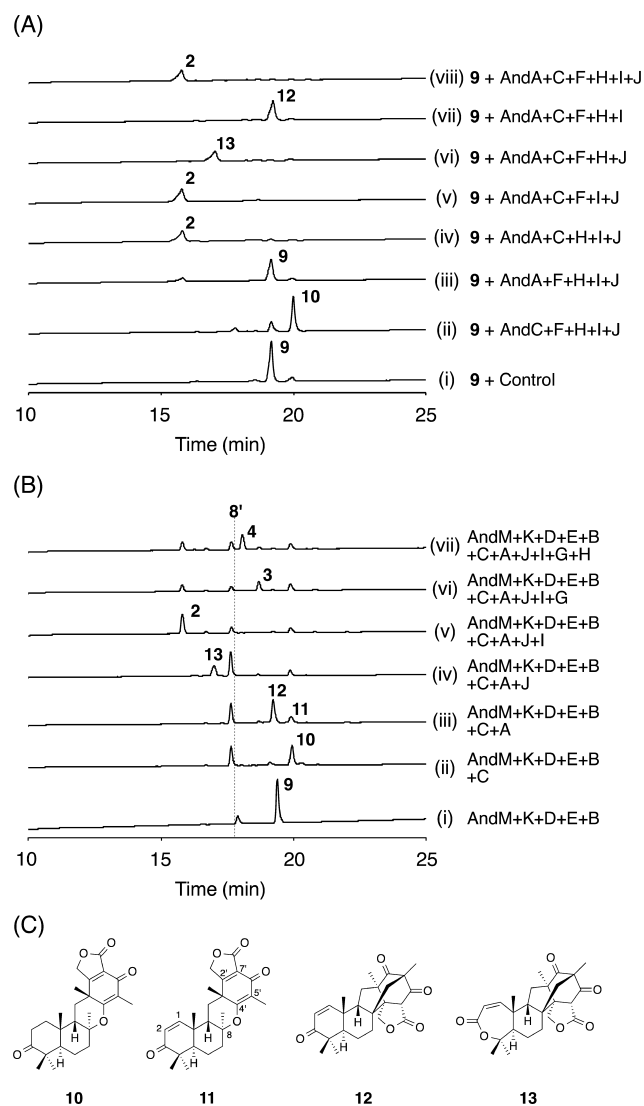 (A)
2
(viii) 9 + AndA+C+F+H+I+J
12
(vii) 9 + AndA+C+F+H+I
13
(vi) 9 + AndA+C+F+H+J
2
(v) 9 + AndA+C+F+I+J
2
(iv) 9 + AndA+C+H+I+J
9
(iii) 9 + AndA+F+H+I+J
10
(ii) 9 + AndC+F+H+I+J
9
(i) 9 + Control
10 15 20 25
Time (min)
(B)
8'
4
(vii) AndM+K+D+E+B
+C+A+J+I+G+H
3
(vi) AndM+K+D+E+B
+C+A+J+I+G
2
(v) AndM+K+D+E+B
+C+A+J+I
13
(iv) AndM+K+D+E+B
+C+A+J
12
11
(iii) AndM+K+D+E+B
+C+A
10
(ii) AndM+K+D+E+B
+C
9
(i) AndM+K+D+E+B
10 15 20 25
Time (min)
(C)
O O O O O H H
O O O O O H H 2' 7' 5' 4' 1 2 8
O O O O O H H
O O O O O O H H
10 11 12 13